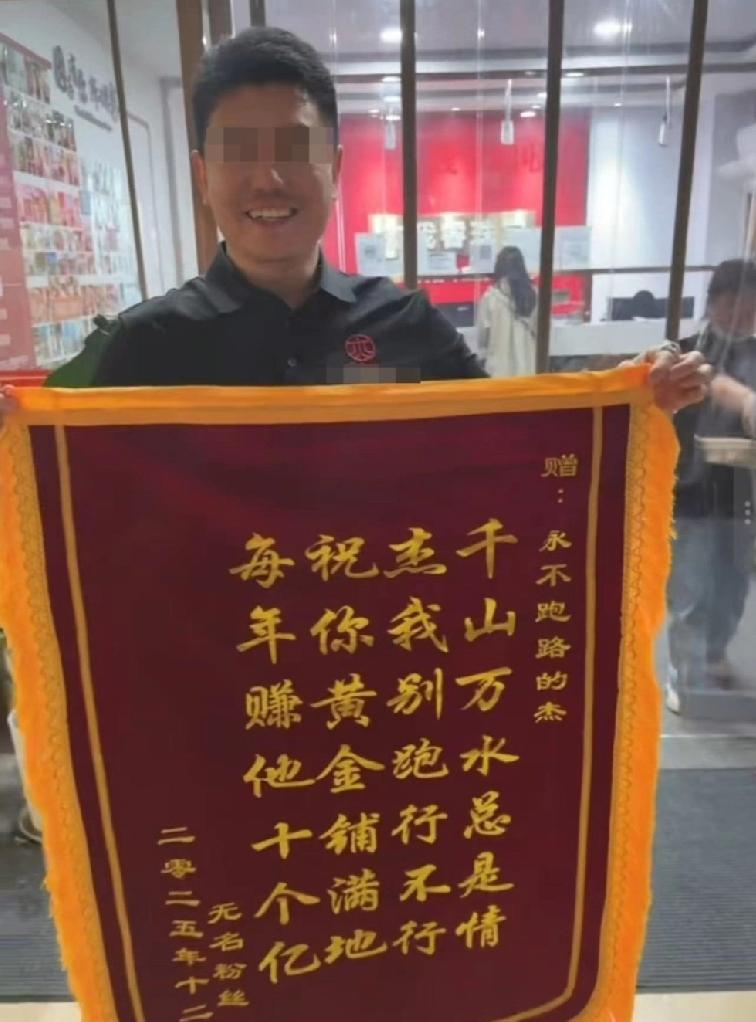 赠：永不跑路的杰
千山万水总是情
杰我别跑行不行
祝你黄金铺满地
每年赚他十个亿
无名粉丝
二零二五年十二